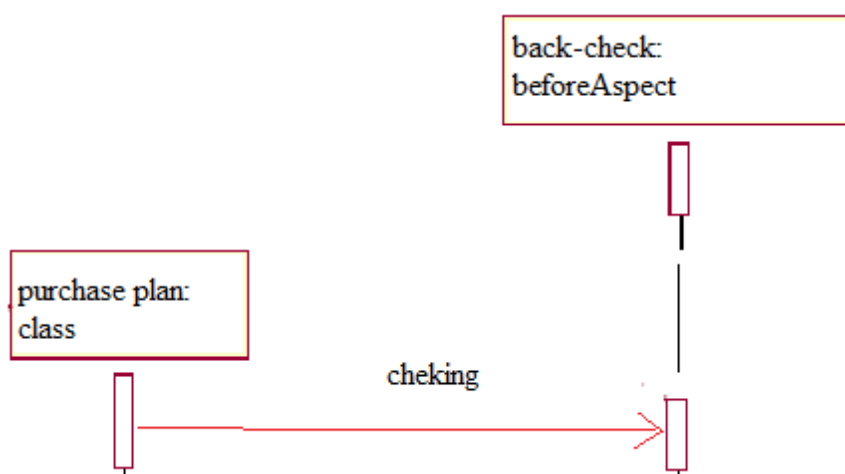 back-check:
beforeAspect
purchase plan:
class
cheking